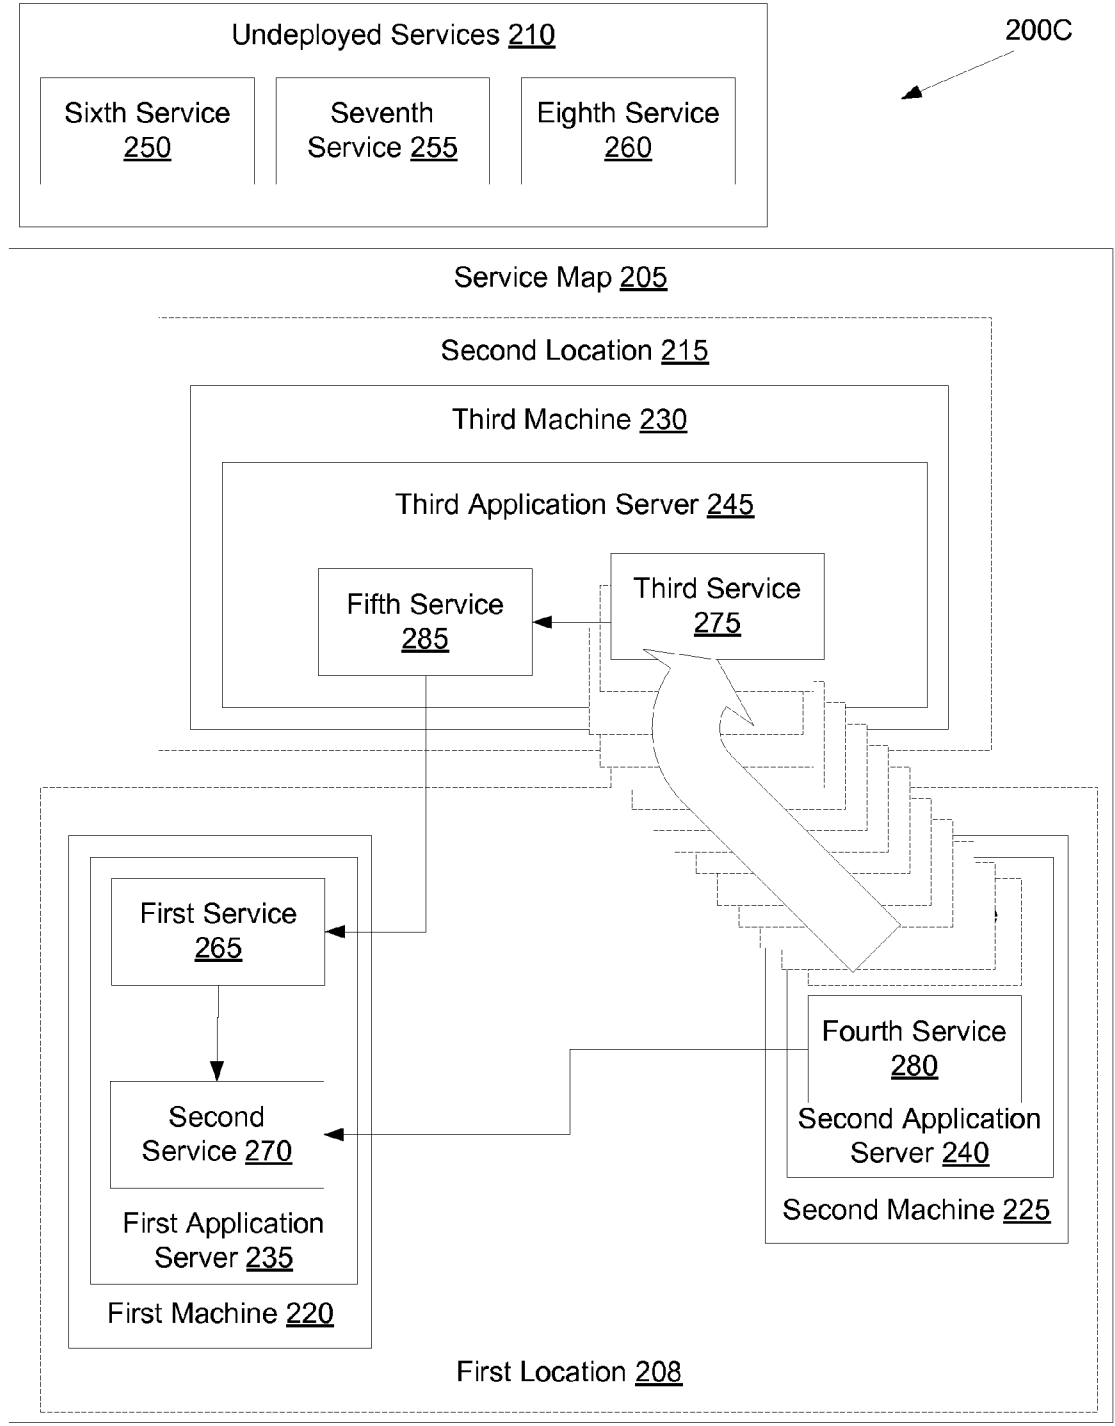 Undeployed Services 210
200C
Sixth Service
250
Seventh
Service 255
Eighth Service
260
Service Map 205
Second Location 215
Third Machine 230
Third Application Server 245
Fifth Service
285
Third Service
275
First Service
265
Second
Service 270
First Application
Server 235
First Machine 220
Fourth Service
280
Second Application
Server 240
Second Machine 225
First Location 208